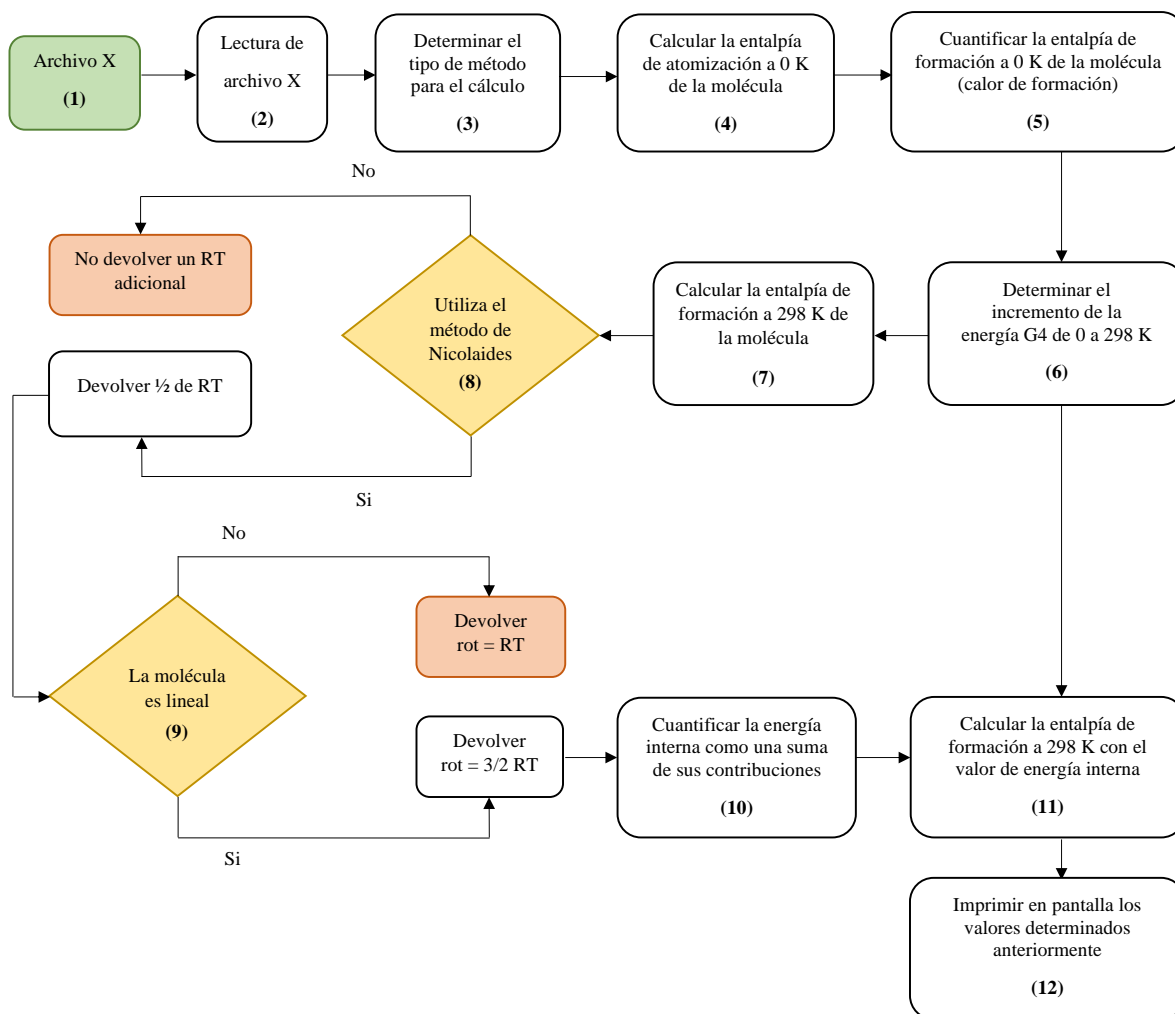 Archivo X
(1)
Lectura de
archivo X
(2)
Determinar el
tipo de método
para el cálculo
(3)
Calcular la entalpía
de atomización a 0 K
de la molécula
(4)
Cuantificar la entalpía de
formación a 0 K de la molécula
(calor de formación)
(5)
No
No devolver un RT
adicional
Utiliza el
método de
Nicolaides
(8)
Calcular la entalpía de
formación a 298 K de
la molécula
(7)
Determinar el
incremento de la
energía G4 de 0 a 298 K
(6)
Devolver ½ de RT
Si
No
Devolver
rot = RT
La molécula
es lineal
(9)
Devolver
rot = 3/2 RT
Cuantificar la energía
interna como una suma
de sus contribuciones
(10)
Calcular la entalpía de
formación a 298 K con el
valor de energía interna
(11)
Si
Imprimir en pantalla los
valores determinados
anteriormente
(12)